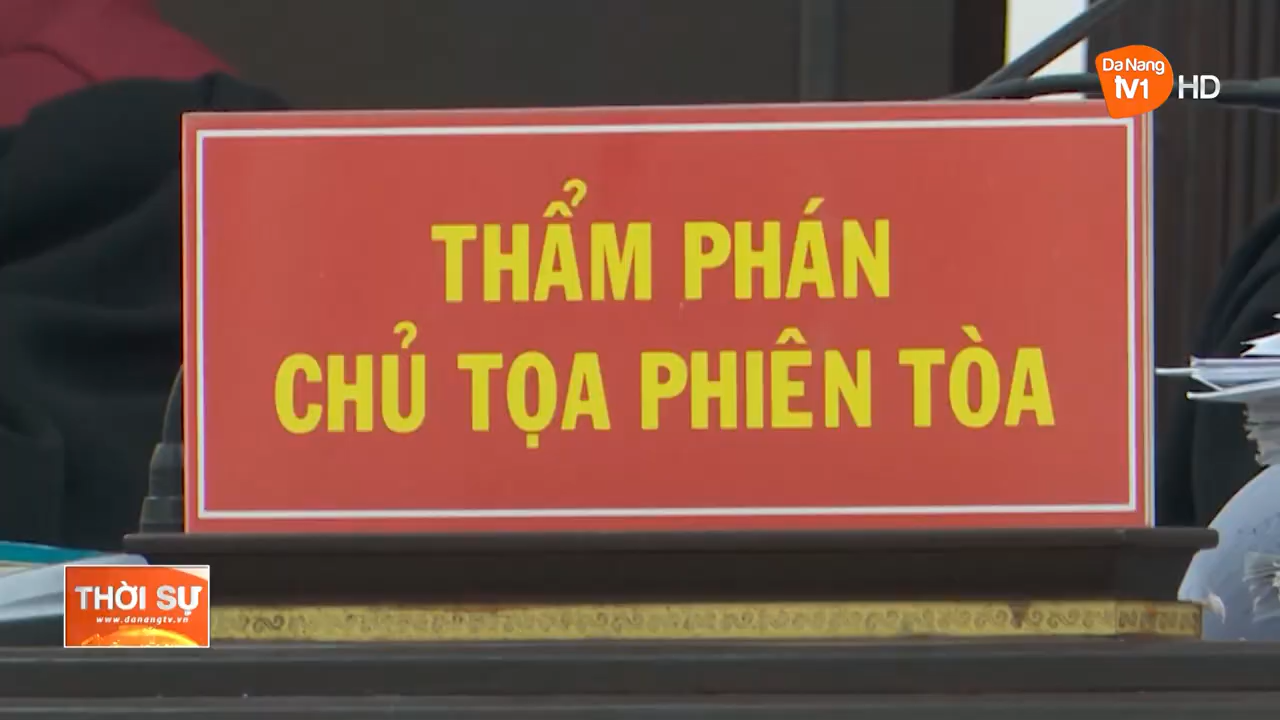 Da Nang
tv1 HD
THẨM PHÁN
CHỦ TỌA PHIÊN TÒA
THỜI SỰ
www.danangtv.vn